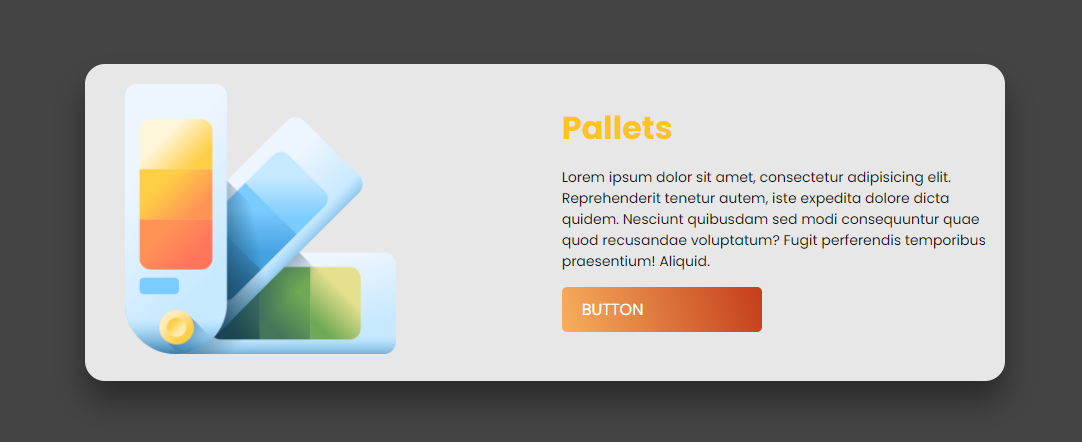 Pallets
Lorem ipsum dolor sit amet, consectetur adipisicing elit.
Reprehenderit tenetur autem, iste expedita dolore dicta
quidem. Nesciunt quibusdam sed modi consequuntur quae
quod recusandae voluptatum? Fugit perferendis temporibus
praesentium! Aliquid.
BUTTON